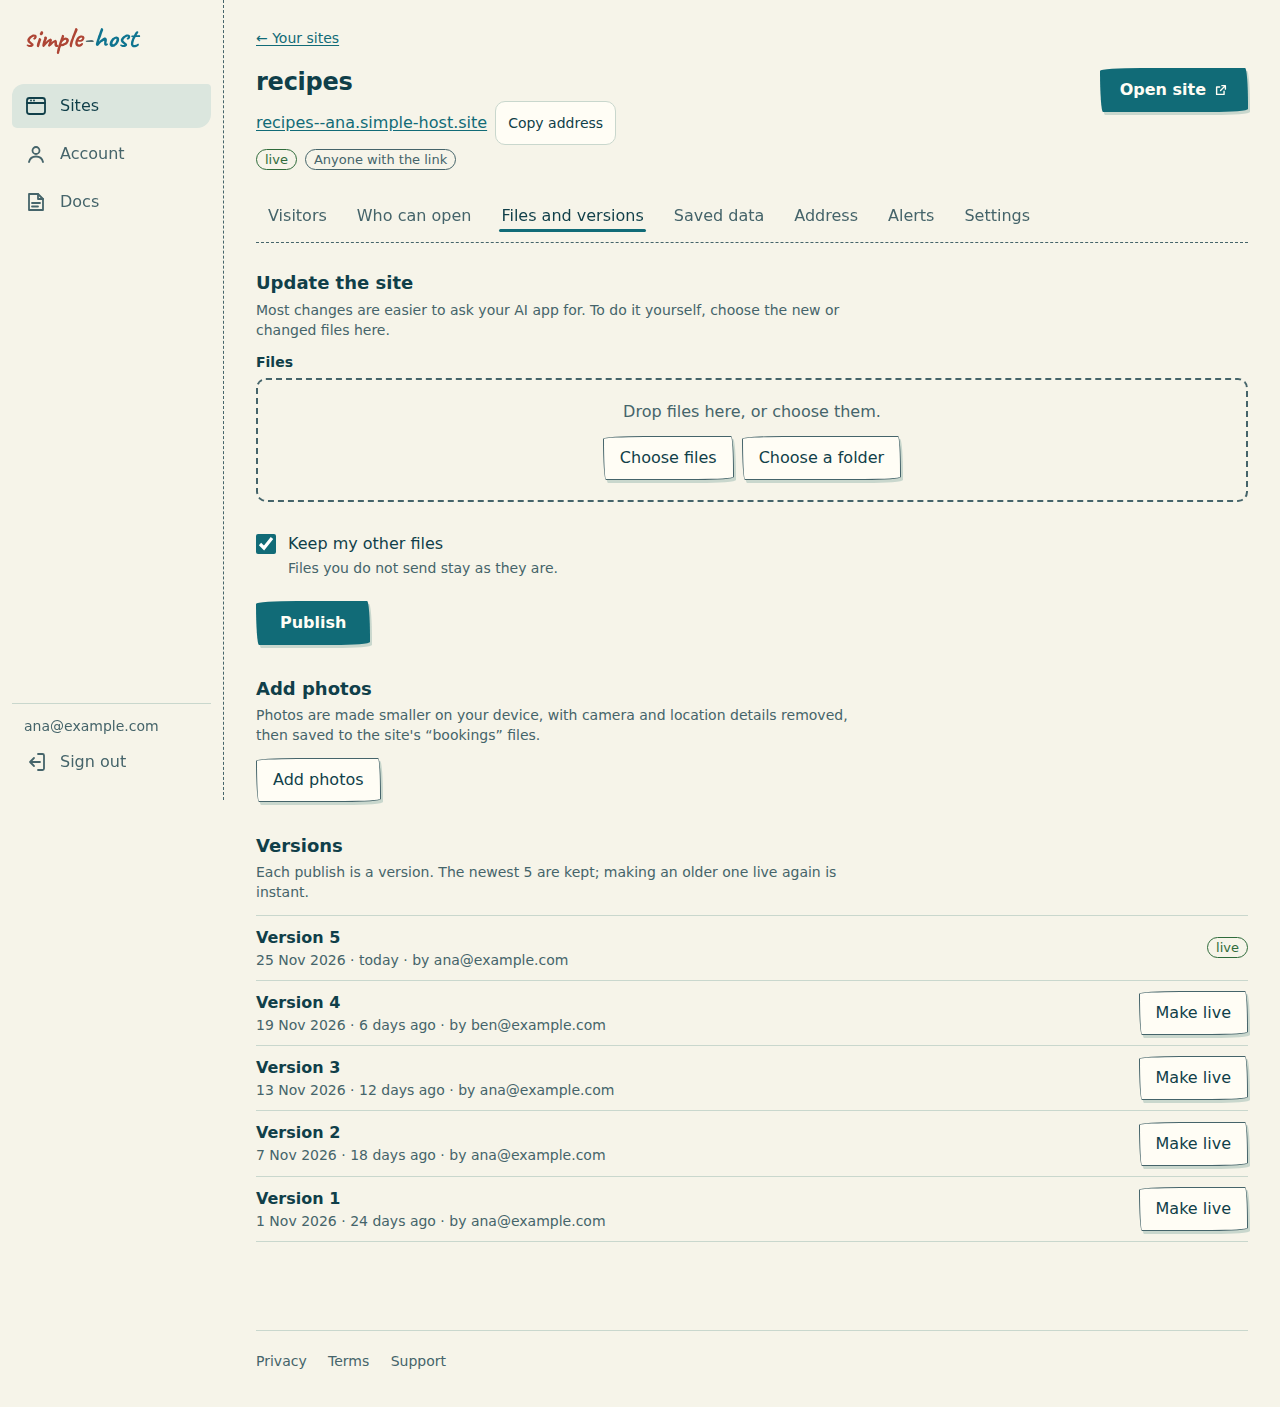 simple-host
Sites
Account
Docs
ana@example.com
Sign out
← Your sites
recipes
recipes--ana.simple-host.site
Copy address
live
Anyone with the link
Open site
Visitors
Who can open
Files and versions
Saved data
Address
Alerts
Settings
Update the site
Most changes are easier to ask your AI app for. To do it yourself, choose the new or
changed files here.
Files
Drop files here, or choose them.
Choose files
Choose a folder
Keep my other files
Files you do not send stay as they are.
Publish
Add photos
Photos are made smaller on your device, with camera and location details removed,
then saved to the site's “bookings” files.
Add photos
Versions
Each publish is a version. The newest 5 are kept; making an older one live again is
instant.
Version 5
25 Nov 2026 · today · by ana@example.com
live
Version 4
19 Nov 2026 · 6 days ago · by ben@example.com
Make live
Version 3
13 Nov 2026 · 12 days ago · by ana@example.com
Make live
Version 2
7 Nov 2026 · 18 days ago · by ana@example.com
Make live
Version 1
1 Nov 2026 · 24 days ago · by ana@example.com
Make live
Privacy
Terms
Support